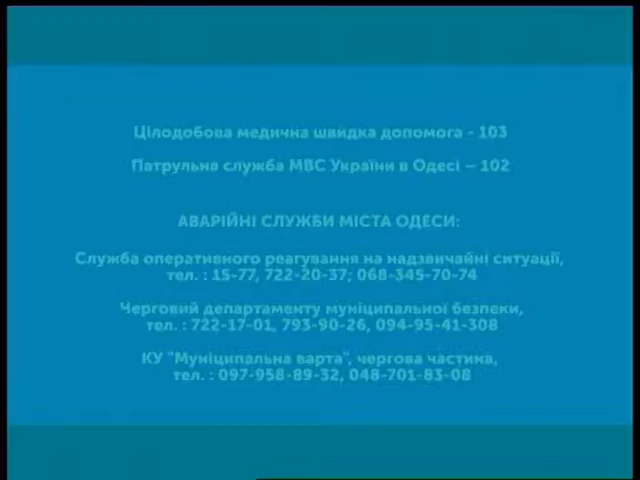 Цілодобова медична швидка допомога - 103
Патрульна служба МВС України в Одесі – 102
АВАРІЙНІ СЛУЖБИ МІСТА ОДЕСИ:
Служба оперативного реагування на надзвичайні ситуації,
тел. : 15-77, 722-20-37; 068-345-70-74
Черговий департаменту муніципальної безпеки,
тел. : 722-17-01, 793-90-26, 094-95-41-308
КУ "Муніципальна варта", чергова частина,
тел. : 097-958-89-32, 048-701-83-08